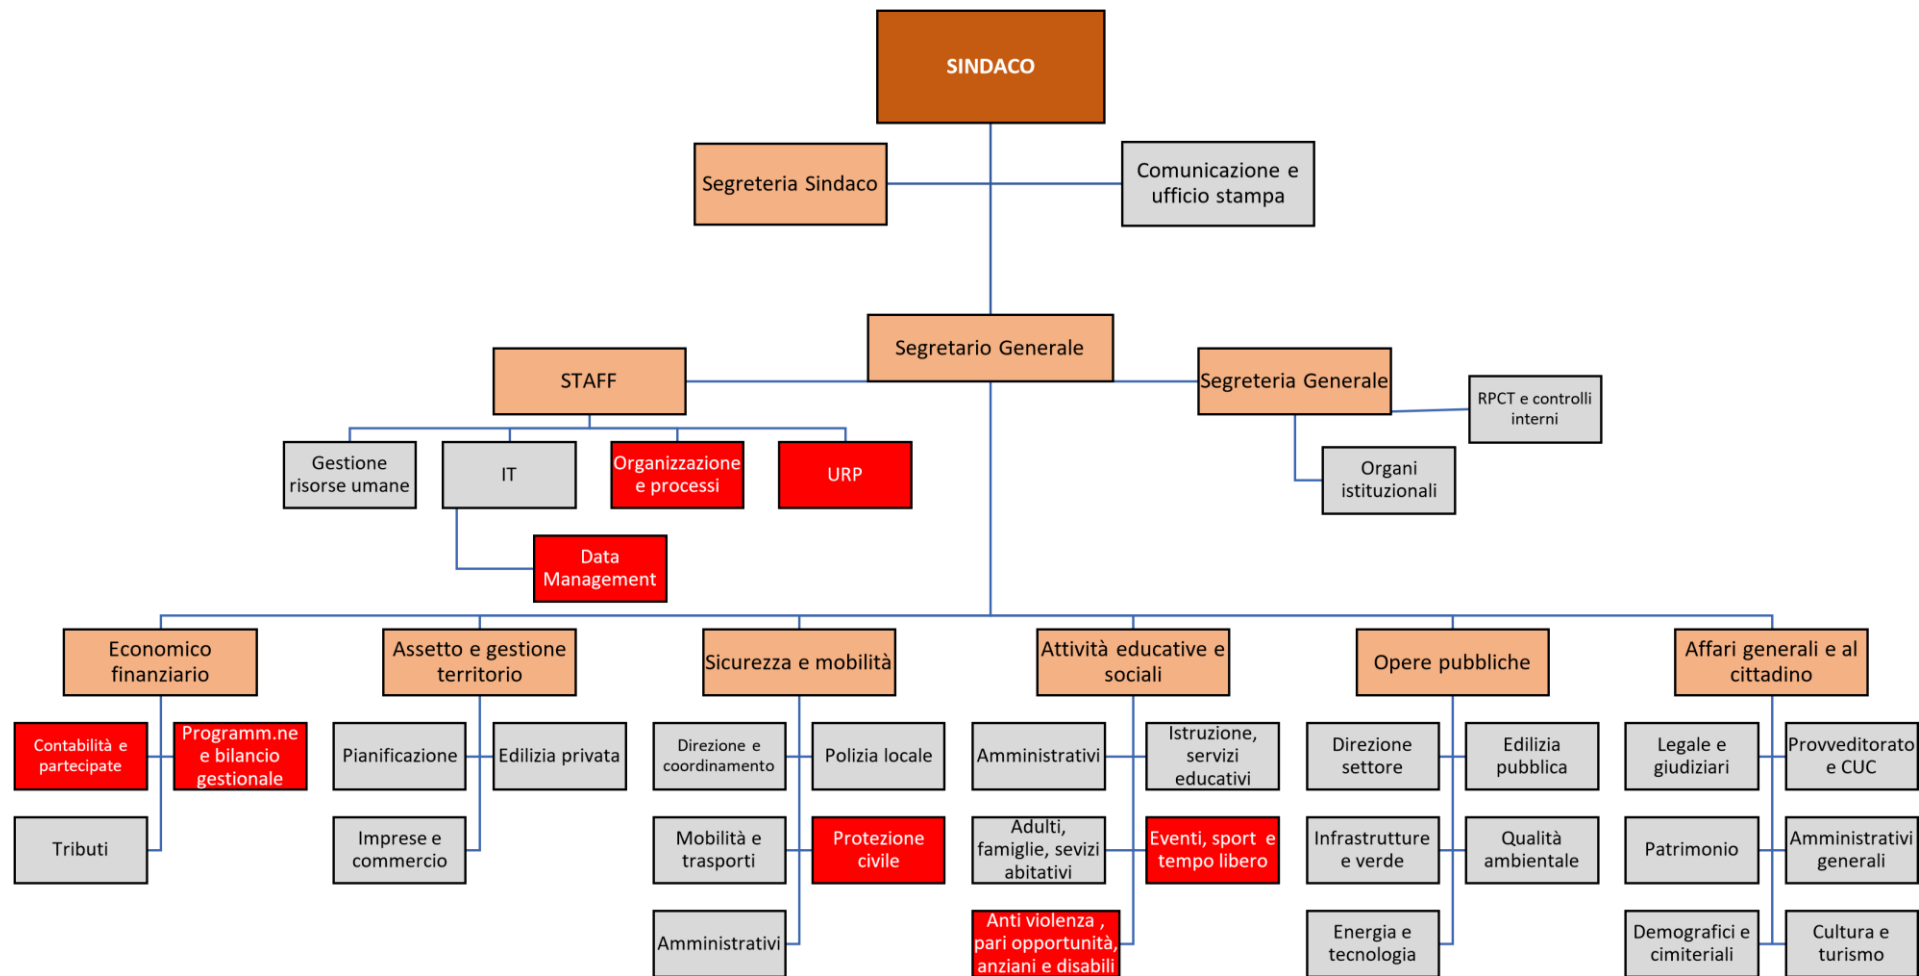 SINDACO
Segreteria Sindaco
Comunicazione e
ufficio stampa
Segretario Generale
STAFF
Segreteria Generale
RPCT e controlli
interni
Gestione
risorse umane
IT
Organizzazione
e processi
URP
Organi
istituzionali
Data
Management
Economico
finanziario
Assetto e gestione
territorio
Sicurezza e mobilità
Attività educative e
sociali
Opere pubbliche
Affari generali e al
cittadino
Contabilità e
partecipate
Programm.ne
e bilancio
gestionale
Pianificazione
Edilizia privata
Direzione e
coordinamento
Polizia locale
Amministrativi
Istruzione,
servizi
educativi
Direzione
settore
Edilizia
pubblica
Legale e
giudiziari
Provveditorato
e CUC
Tributi
Imprese e
commercio
Mobilità e
trasporti
Protezione
civile
Adulti,
famiglie, sevizi
abitativi
Eventi, sport e
tempo libero
Infrastrutture
e verde
Qualità
ambientale
Patrimonio
Amministrativi
generali
Amministrativi
Anti violenza ,
pari opportunità,
anziani e disabili
Energia e
tecnologia
Demografici e
cimiteriali
Cultura e
turismo